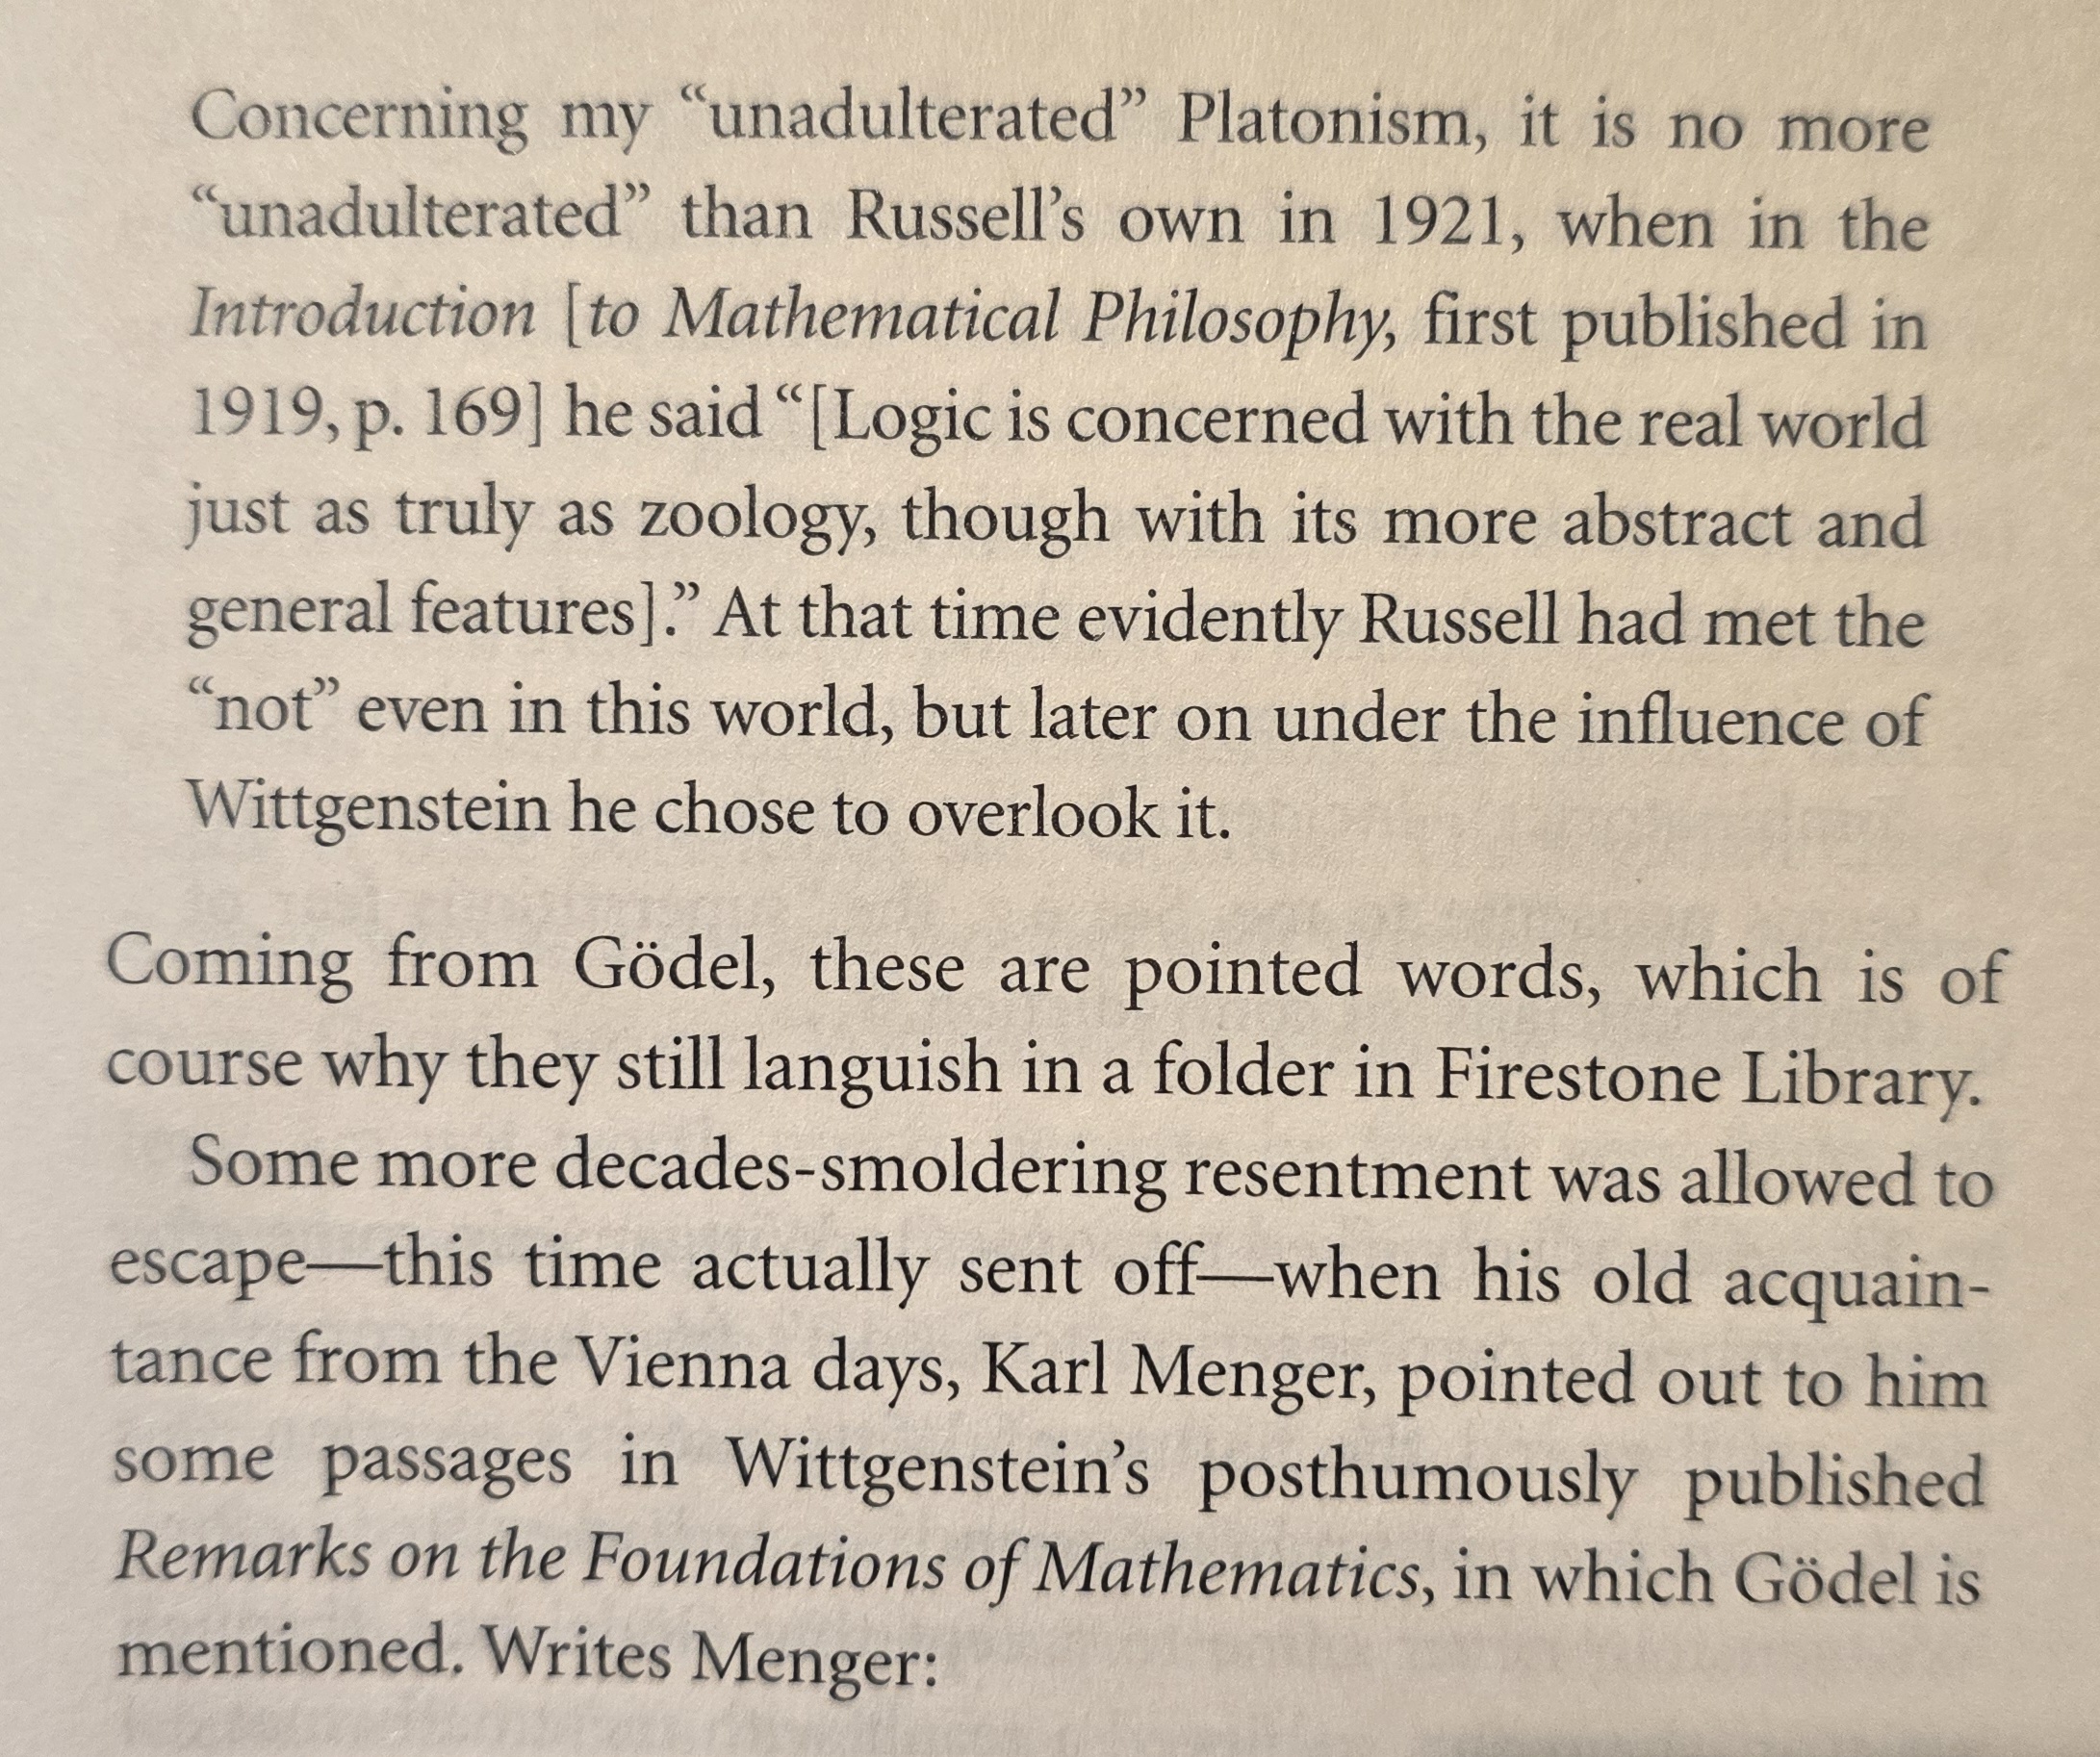 Concerning my “unadulterated” Platonism, it is no more
“unadulterated” than Russell’s own in 1921, when in the
Introduction [to Mathematical Philosophy, first published in
1919, p. 169] he said “[Logic is concerned with the real world
just as truly as zoology, though with its more abstract and
general features].” At that time evidently Russell had met the
“not” even in this world, but later on under the influence of
Wittgenstein he chose to overlook it.
Coming from Gödel, these are pointed words, which is of
course why they still languish in a folder in Firestone Library.
Some more decades-smoldering resentment was allowed to
escape—this time actually sent off—when his old acquain-
tance from the Vienna days, Karl Menger, pointed out to him
some passages in Wittgenstein’s posthumously published
Remarks on the Foundations of Mathematics, in which Gödel is
mentioned. Writes Menger: